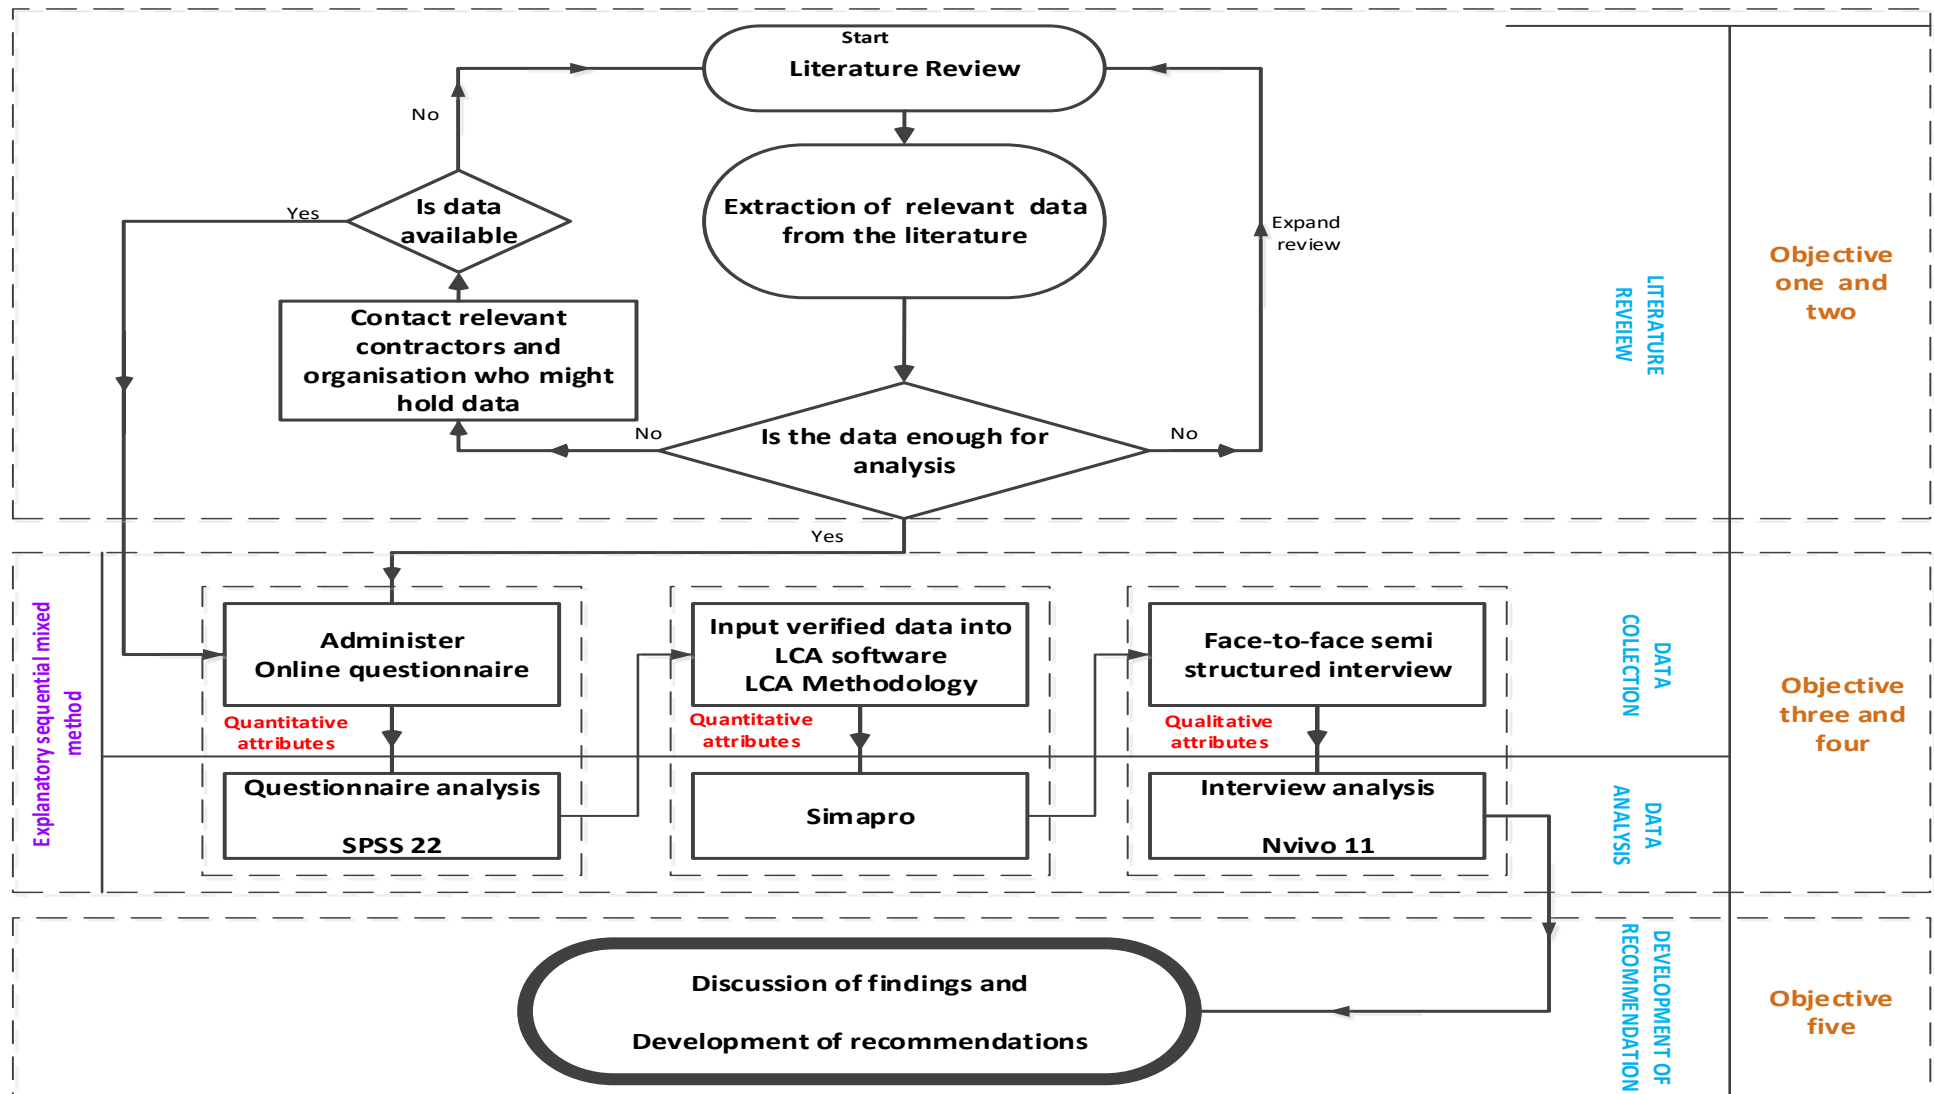 Start
Literature Review
No
Extraction of relevant data
from the literature
Is data
available
Yes
Expand
review
Contact relevant
contractors and
organisation who might
hold data
No
Is the data enough for
analysis
No
Yes
LITERATURE
REVEIEW
Objective
one and
two
Explanatory sequential mixed
method
Administer
Online questionnaire
Input verified data into
LCA software
LCA Methodology
Face-to-face semi
structured interview
DATA
COLLECTION
Quantitative
attributes
Quantitative
attributes
Qualitative
attributes
Objective
three and
four
Questionnaire analysis
SPSS 22
Simapro
Interview analysis
Nvivo 11
DATA
ANALYSIS
Discussion of findings and
Development of recommendations
DEVELOPMENT OF
RECOMMENDATION
Objective
five